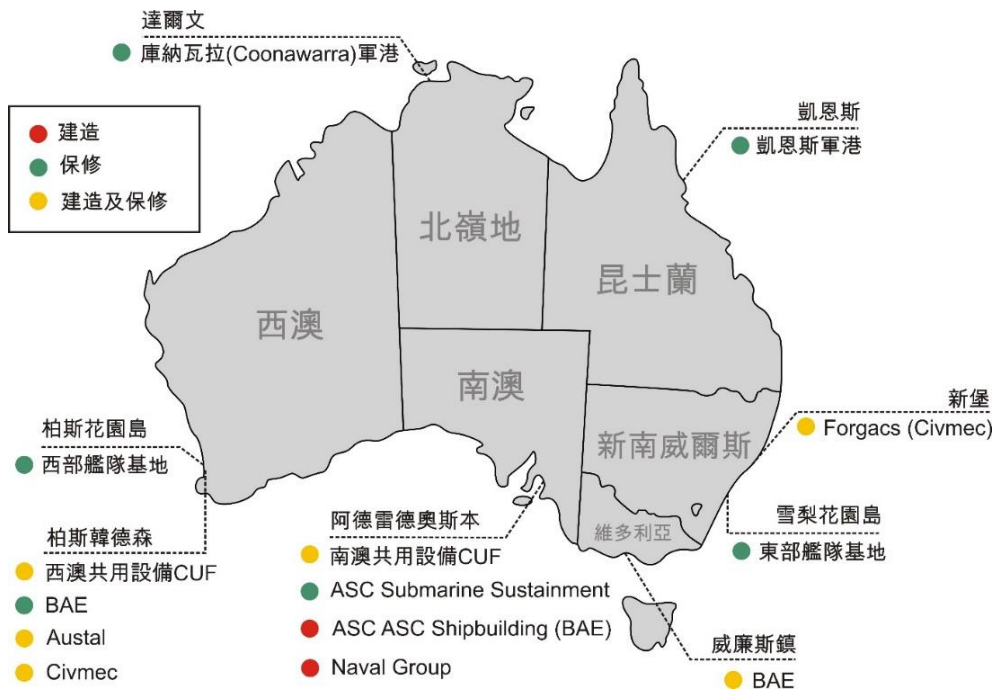 達爾文
庫納瓦拉(Coonawarra)軍港
建造
保修
建造及保修
凱恩斯
凱恩斯軍港
北嶺地
昆士蘭
西澳
南澳
新南威爾斯
維多利亞
新堡
Forgacs (Civmec)
柏斯花園島
西部艦隊基地
雪梨花園島
東部艦隊基地
柏斯韓德森
西澳共用設備CUF
BAE
Austal
Civmec
阿德雷德奧斯本
南澳共用設備CUF
ASC Submarine Sustainment
ASC ASC Shipbuilding (BAE)
Naval Group
威廉斯鎮
BAE